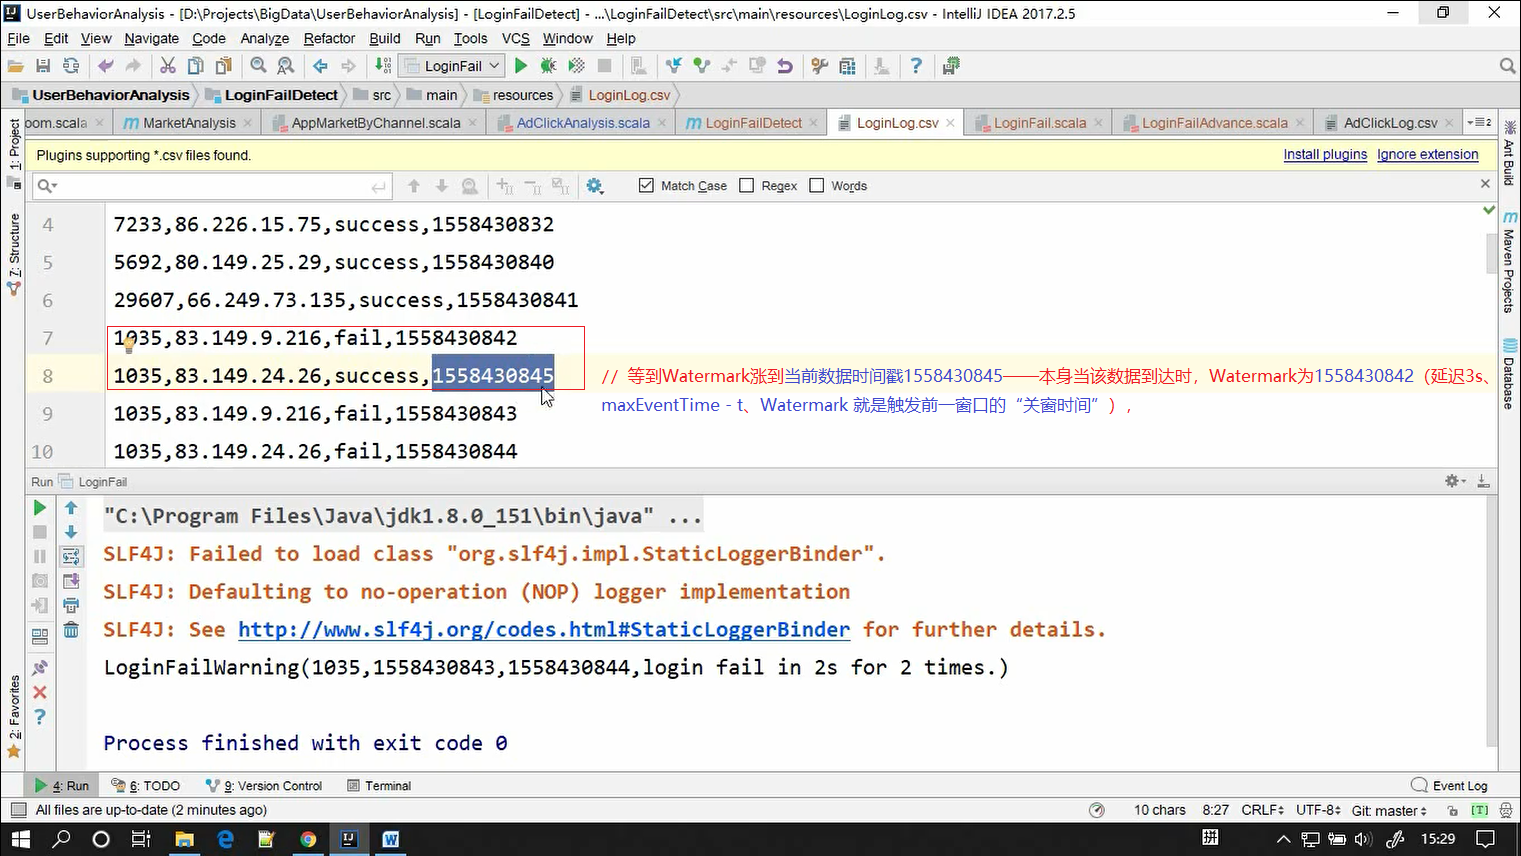 UserBehaviorAnalysis - [D:\Projects\BigData\UserBehaviorAnalysis] - [LoginFailDetect] - ...\LoginFailDetect\src\main\resources\LoginLog.csv - IntelliJ IDEA 2017.2.5
File Edit View Navigate Code Analyze Refactor Build Run Tools VCS Window Help
LoginFail
UserBehaviorAnalysis LoginFailDetect src main resources LoginLog.csv
oom.scala MarketAnalysis AppMarketByChannel.scala AdClickAnalysis.scala LoginFailDetect LoginLog.csv LoginFail.scala LoginFailAdvance.scala AdClickLog.csv 2
Plugins supporting *.csv files found. Install plugins Ignore extension
Match Case Regex Words
4 7233,86.226.15.75,success,1558430832
5 5692,80.149.25.29,success,1558430840
6 29607,66.249.73.135,success,1558430841
7 1035,83.149.9.216,fail,1558430842
8 1035,83.149.24.26,success,1558430845
// 等到Watermark涨到当前数据时间戳1558430845——本身当该数据到达时，Watermark为1558430842（延迟3s、
maxEventTime - t、Watermark 就是触发前一窗口的“关窗时间”），
9 1035,83.149.9.216,fail,1558430843
10 1035,83.149.24.26,fail,1558430844
Run LoginFail
"C:\Program Files\Java\jdk1.8.0_151\bin\java" ...
SLF4J: Failed to load class "org.slf4j.impl.StaticLoggerBinder".
SLF4J: Defaulting to no-operation (NOP) logger implementation
SLF4J: See http://www.slf4j.org/codes.html#StaticLoggerBinder for further details.
LoginFailWarning(1035,1558430843,1558430844,login fail in 2s for 2 times.)
Process finished with exit code 0
1: Project
7: Structure
2: Favorites
Ant Build
Maven Projects
Database
4: Run 6: TODO 9: Version Control Terminal Event Log
All files are up-to-date (2 minutes ago) 10 chars 8:27 CRLF UTF-8 Git: master [T]
拼 15:29